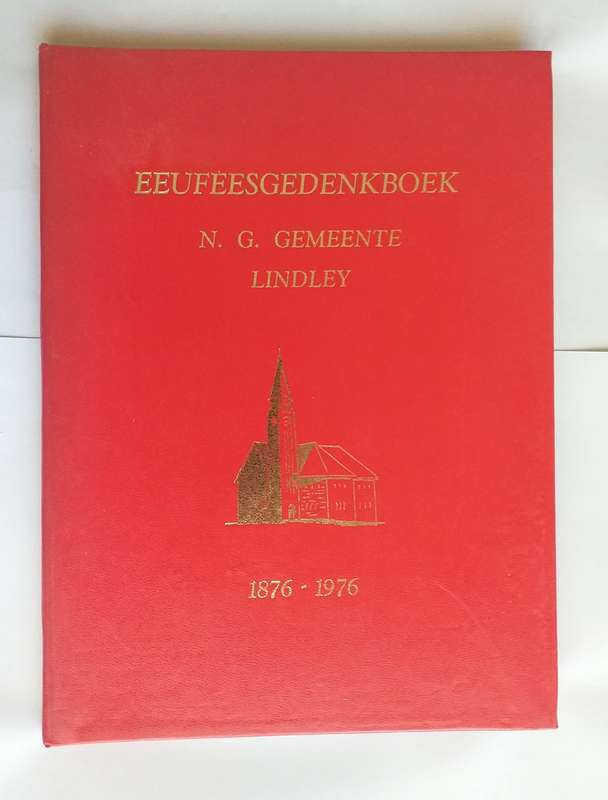 EEUFEESGEDENKBOEK
N. G. GEMEENTE
LINDLEY
1876 - 1976